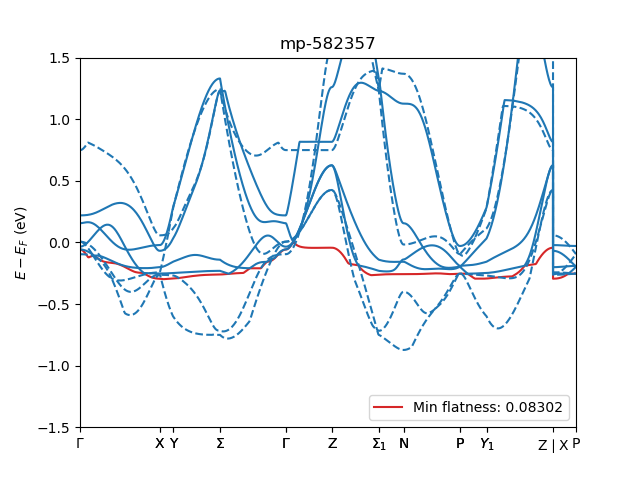 mp-582357
E − E_F (eV)
1.5
1.0
0.5
0.0
−0.5
−1.0
−1.5
Min flatness: 0.08302
Γ X Y Σ Γ Z Σ₁ N P Y₁ Z | X P